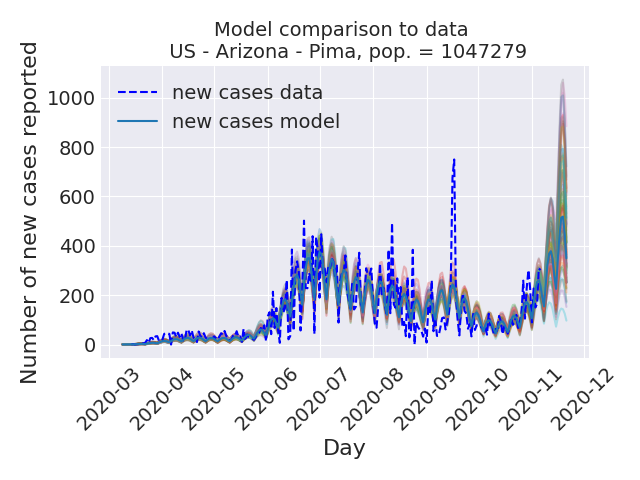 Model comparison to data
US - Arizona - Pima, pop. = 1047279
Number of new cases reported
1000
800
600
400
200
0
new cases data
new cases model
2020-03
2020-04
2020-05
2020-06
2020-07
2020-08
2020-09
2020-10
2020-11
2020-12
Day